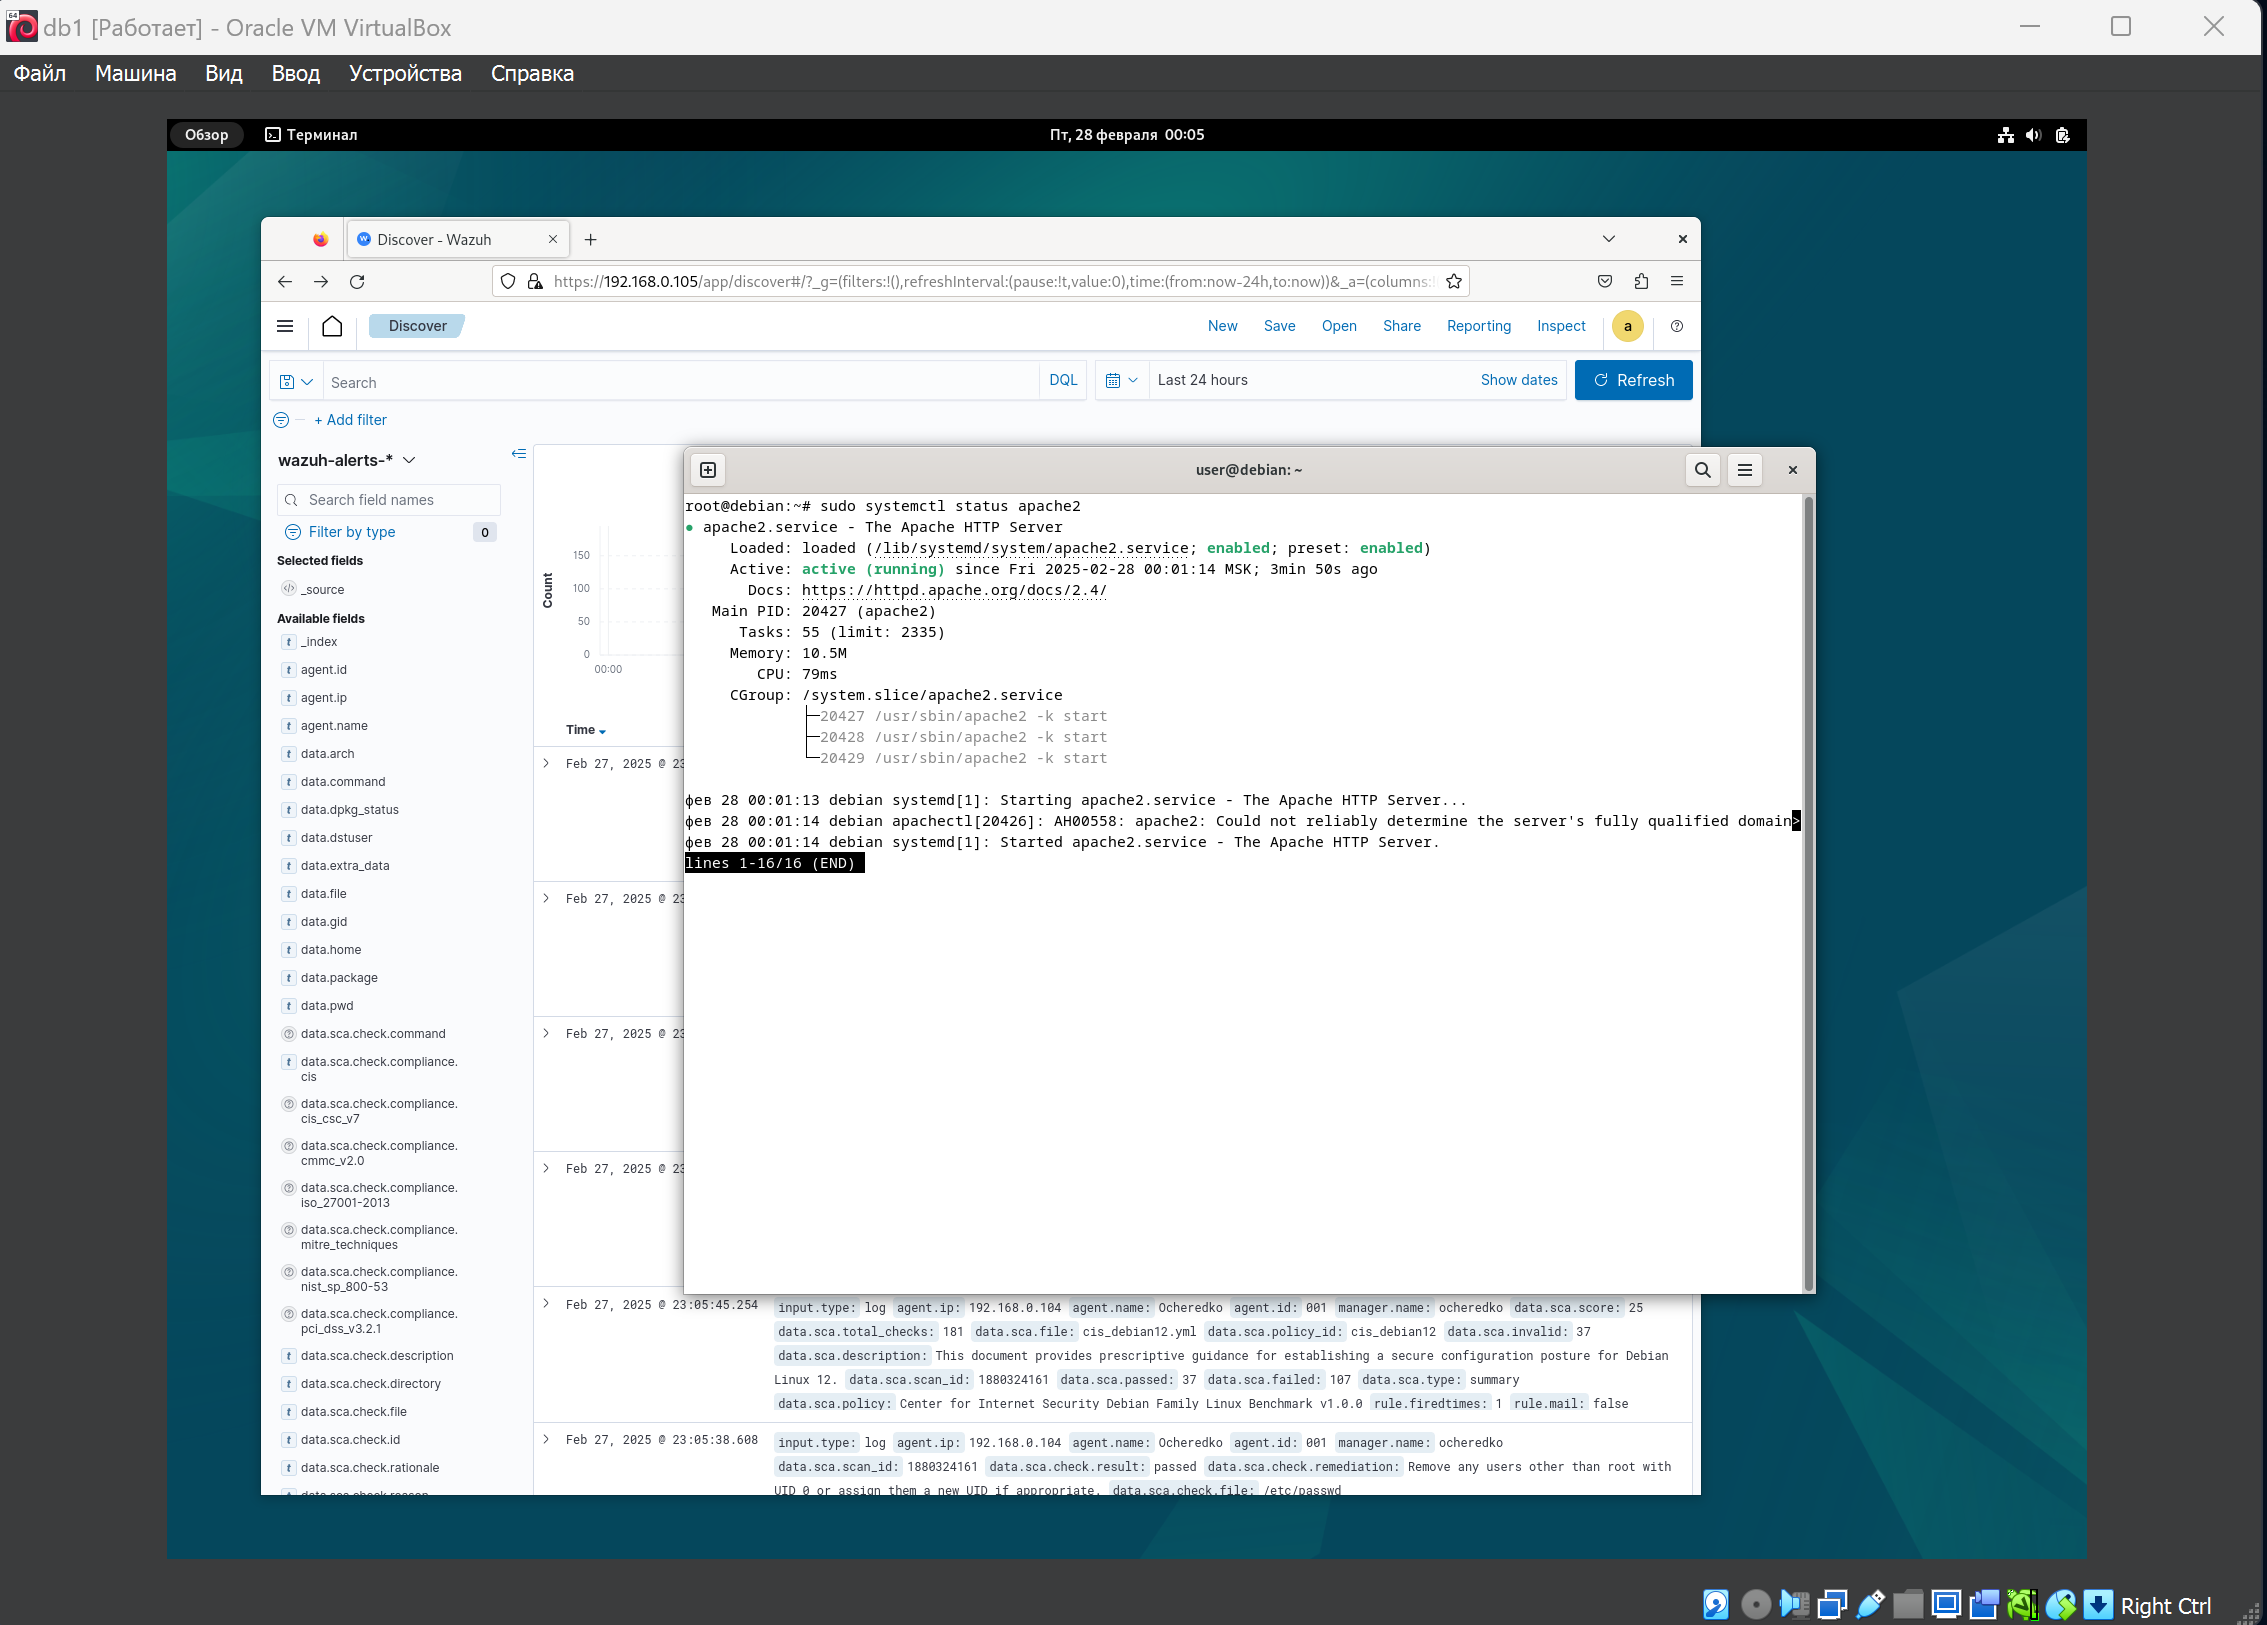 db1 [Работает] - Oracle VM VirtualBox
Файл Машина Вид Ввод Устройства Справка
Обзор Терминал Пт, 28 февраля 00:05
Discover - Wazuh
https://192.168.0.105/app/discover#/?_g=(filters:!(),refreshInterval:(pause:!t,value:0),time:(from:now-24h,to:now))&_a=(columns:
Discover New Save Open Share Reporting Inspect a
Search DQL Last 24 hours Show dates Refresh
+ Add filter
wazuh-alerts-*
Search field names
Filter by type 0
Selected fields
_source
Available fields
_index
agent.id
agent.ip
agent.name
data.arch
data.command
data.dpkg_status
data.dstuser
data.extra_data
data.file
data.gid
data.home
data.package
data.pwd
data.sca.check.command
data.sca.check.compliance.
cis
data.sca.check.compliance.
cis_csc_v7
data.sca.check.compliance.
cmmc_v2.0
data.sca.check.compliance.
iso_27001-2013
data.sca.check.compliance.
mitre_techniques
data.sca.check.compliance.
nist_sp_800-53
data.sca.check.compliance.
pci_dss_v3.2.1
data.sca.check.description
data.sca.check.directory
data.sca.check.file
data.sca.check.id
data.sca.check.rationale
data.sca.check.reason
Count
150
100
50
0
00:00
Time
Feb 27, 2025 @ 23
Feb 27, 2025 @ 23
Feb 27, 2025 @ 23
Feb 27, 2025 @ 23
user@debian: ~
root@debian:~# sudo systemctl status apache2
● apache2.service - The Apache HTTP Server
Loaded: loaded (/lib/systemd/system/apache2.service; enabled; preset: enabled)
Active: active (running) since Fri 2025-02-28 00:01:14 MSK; 3min 50s ago
Docs: https://httpd.apache.org/docs/2.4/
Main PID: 20427 (apache2)
Tasks: 55 (limit: 2335)
Memory: 10.5M
CPU: 79ms
CGroup: /system.slice/apache2.service
├─20427 /usr/sbin/apache2 -k start
├─20428 /usr/sbin/apache2 -k start
└─20429 /usr/sbin/apache2 -k start
фев 28 00:01:13 debian systemd[1]: Starting apache2.service - The Apache HTTP Server...
фев 28 00:01:14 debian apachectl[20426]: AH00558: apache2: Could not reliably determine the server's fully qualified domain>
фев 28 00:01:14 debian systemd[1]: Started apache2.service - The Apache HTTP Server.
lines 1-16/16 (END)
Feb 27, 2025 @ 23:05:45.254 input.type: log agent.ip: 192.168.0.104 agent.name: Ocheredko agent.id: 001 manager.name: ocheredko data.sca.score: 25
data.sca.total_checks: 181 data.sca.file: cis_debian12.yml data.sca.policy_id: cis_debian12 data.sca.invalid: 37
data.sca.description: This document provides prescriptive guidance for establishing a secure configuration posture for Debian
Linux 12. data.sca.scan_id: 1880324161 data.sca.passed: 37 data.sca.failed: 107 data.sca.type: summary
data.sca.policy: Center for Internet Security Debian Family Linux Benchmark v1.0.0 rule.firedtimes: 1 rule.mail: false
Feb 27, 2025 @ 23:05:38.608 input.type: log agent.ip: 192.168.0.104 agent.name: Ocheredko agent.id: 001 manager.name: ocheredko
data.sca.scan_id: 1880324161 data.sca.check.result: passed data.sca.check.remediation: Remove any users other than root with
UID 0 or assign them a new UID if appropriate. data.sca.check.file: /etc/passwd
Right Ctrl